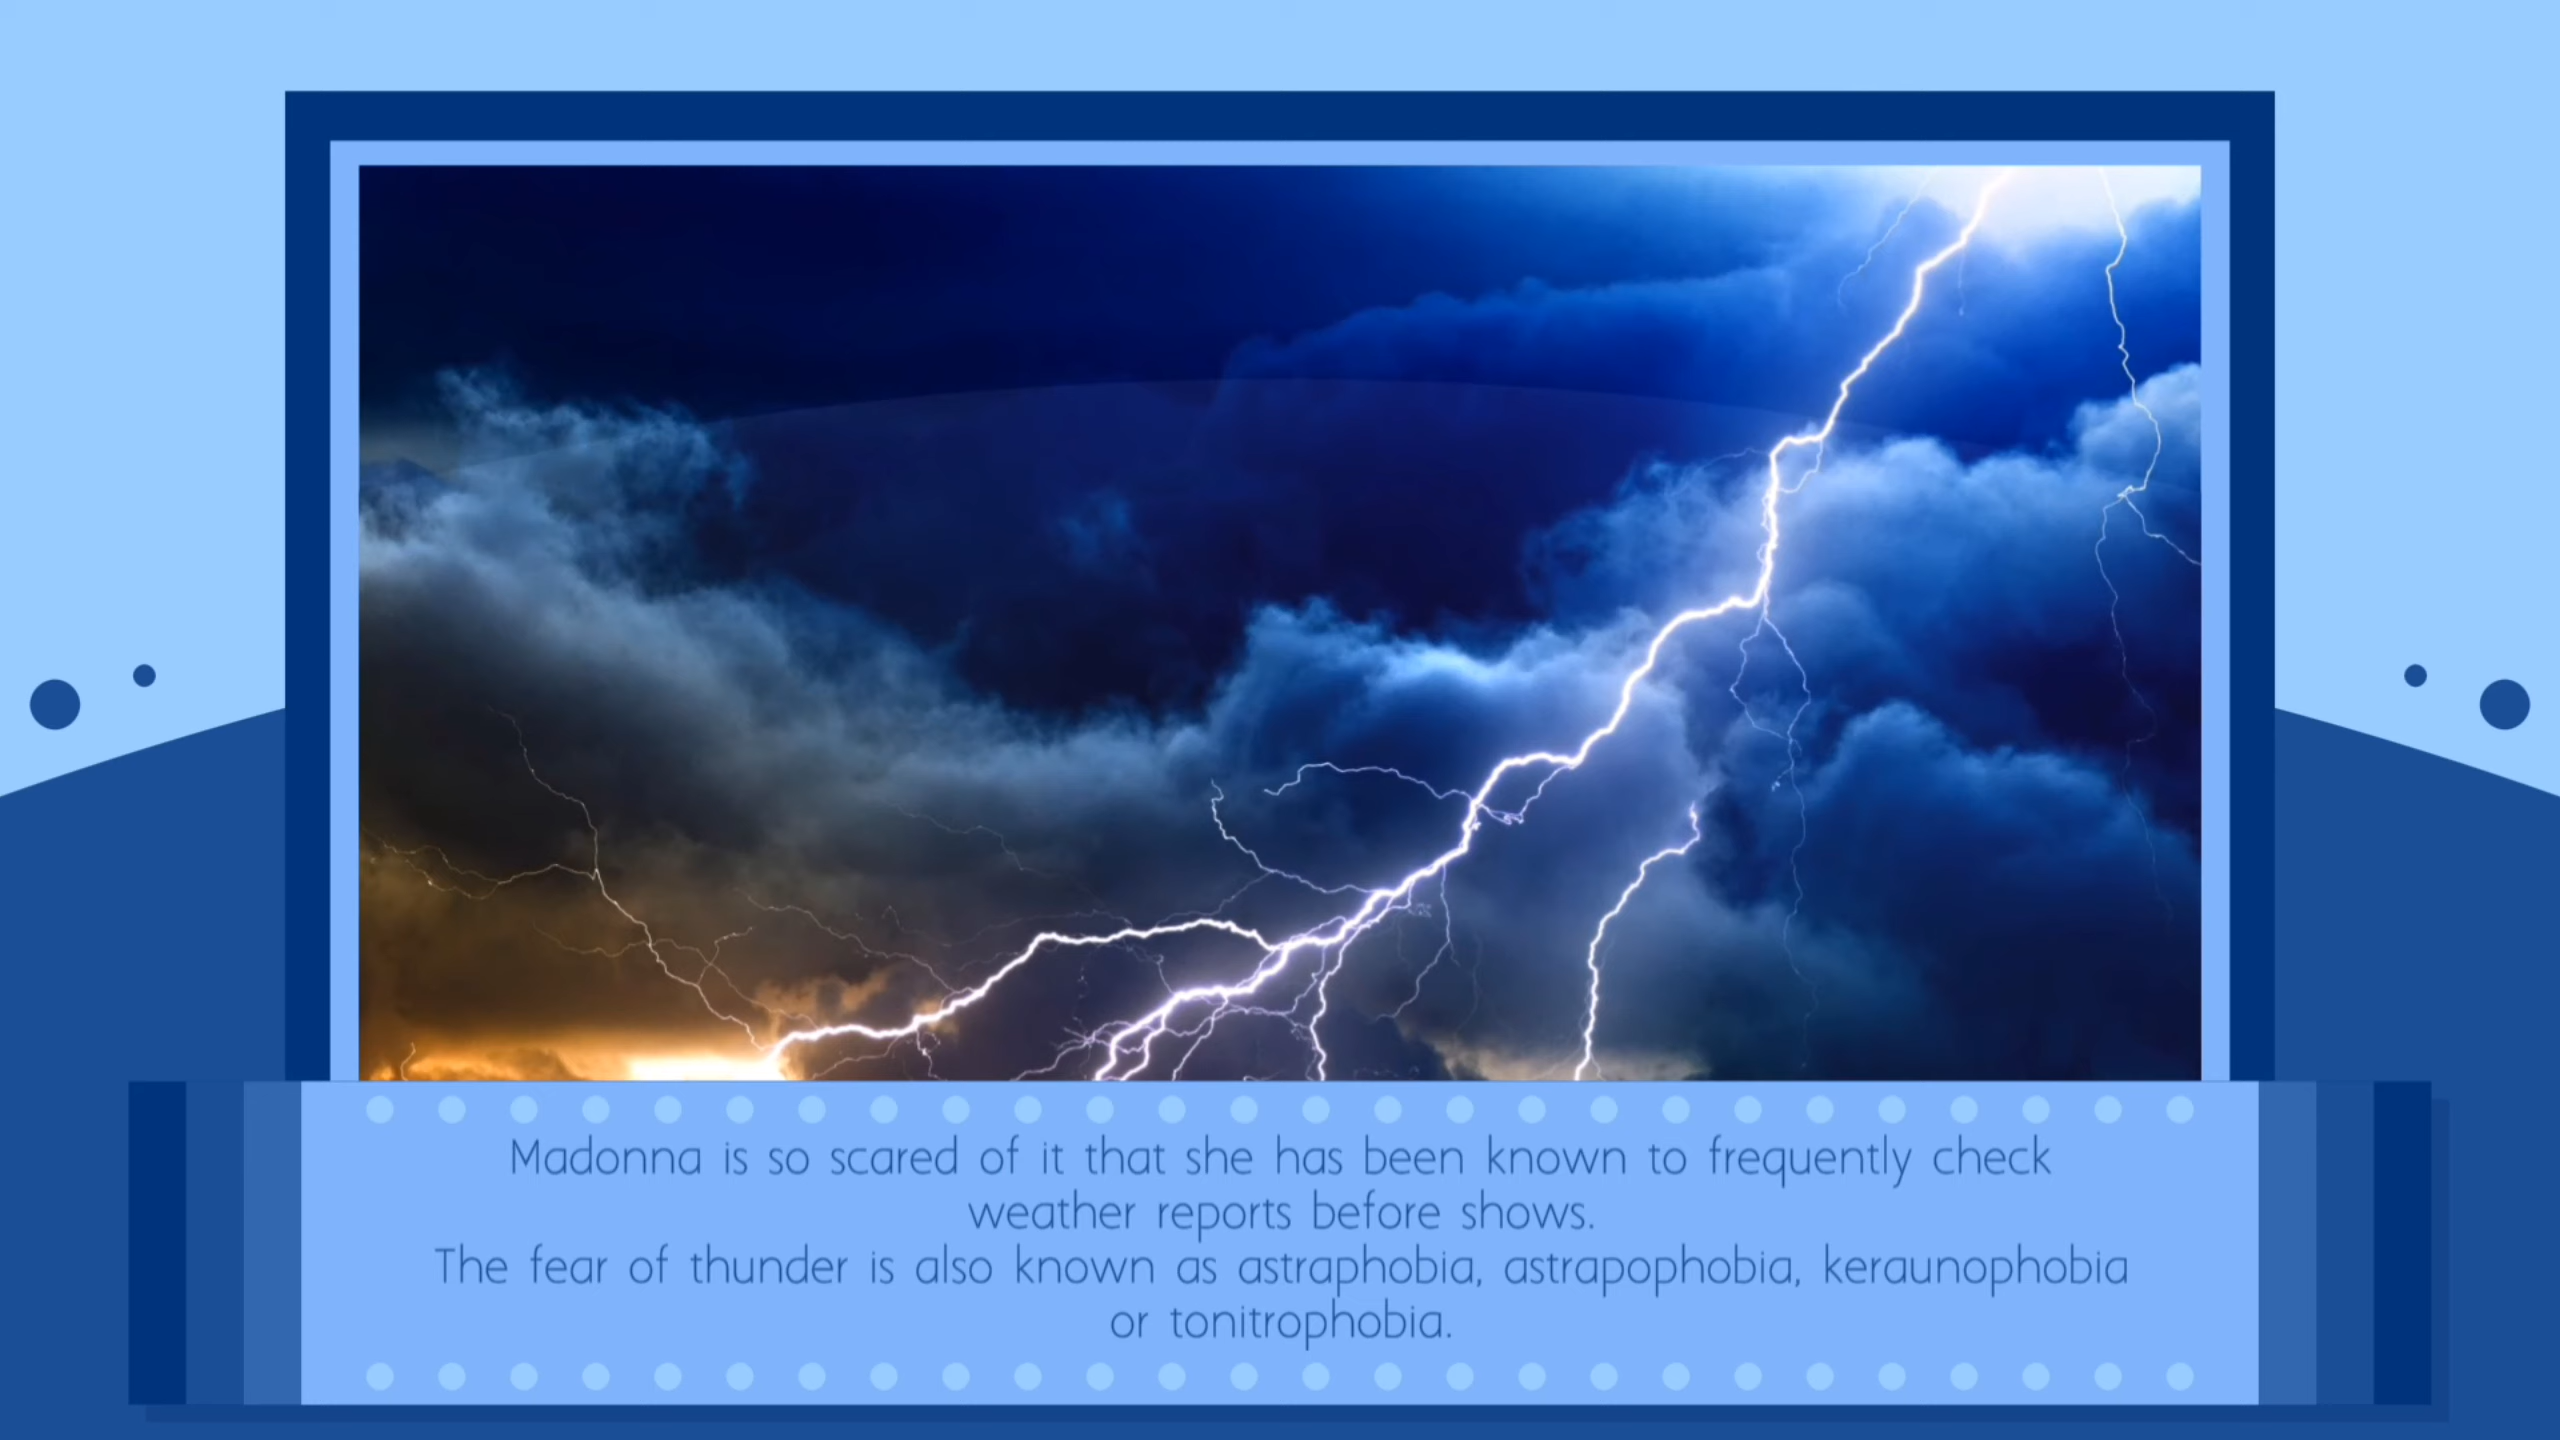 Madonna is so scared of it that she has been known to frequently check
weather reports before shows.
The fear of thunder is also known as astraphobia, astrapophobia, keraunophobia
or tonitrophobia.